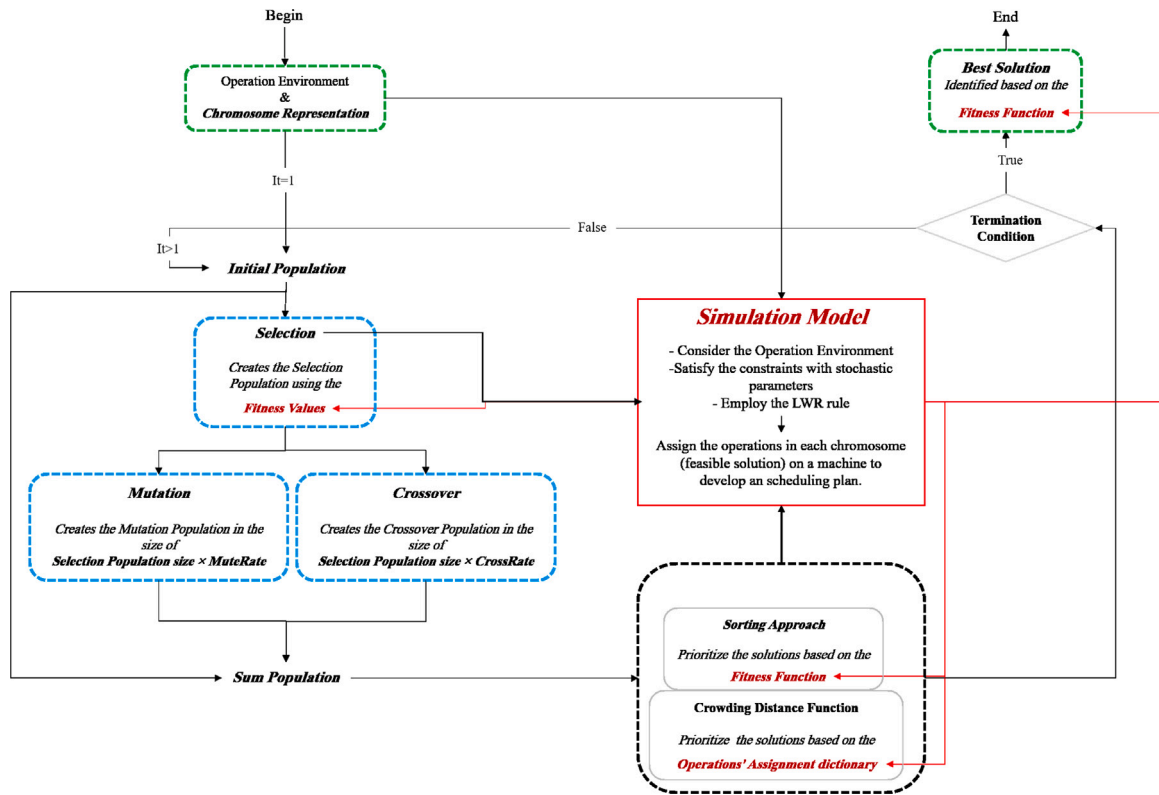 Begin
Operation Environment
&
Chromosome Representation
It=1
It>1
Initial Population
Selection
Creates the Selection
Population using the
Fitness Values
Mutation
Creates the Mutation Population in the
size of
Selection Population size × MuteRate
Crossover
Creates the Crossover Population in the
size of
Selection Population size × CrossRate
Sum Population
Simulation Model
- Consider the Operation Environment
-Satisfy the constraints with stochastic
parameters
- Employ the LWR rule
Assign the operations in each chromosome
(feasible solution) on a machine to
develop an scheduling plan.
Sorting Approach
Prioritize the solutions based on the
Fitness Function
Crowding Distance Function
Prioritize the solutions based on the
Operations' Assignment dictionary
Termination
Condition
False
True
Best Solution
Identified based on the
Fitness Function
End